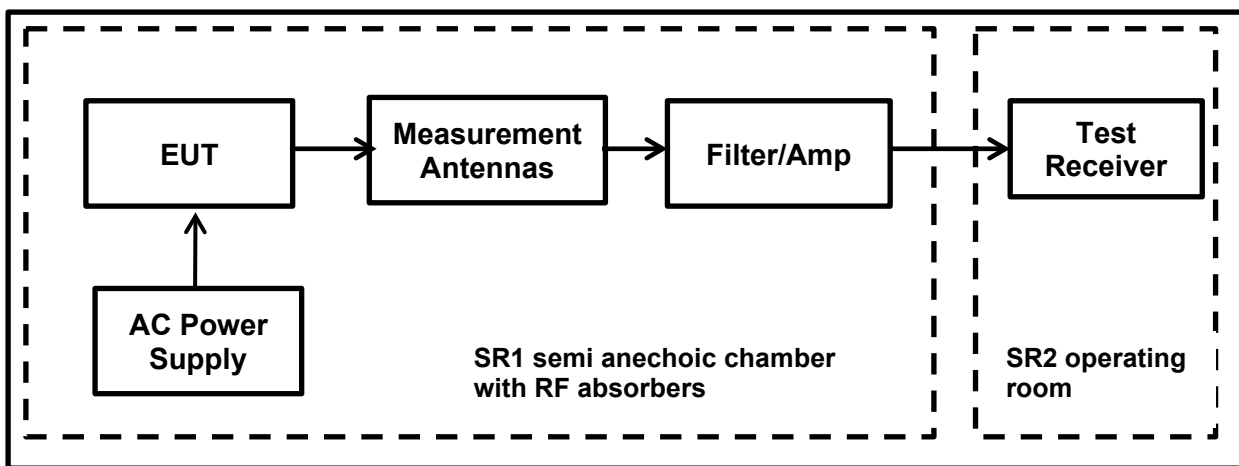 EUT
Measurement
Antennas
Filter/Amp
Test
Receiver
AC Power
Supply
SR1 semi anechoic chamber
with RF absorbers
SR2 operating
room